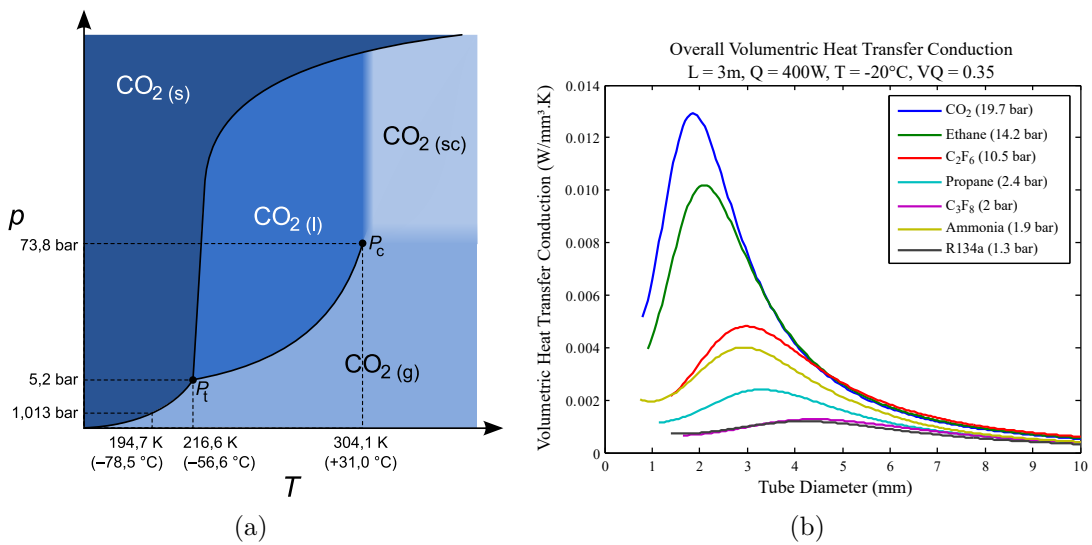 CO2 (s)
CO2 (sc)
CO2 (l)
CO2 (g)
p
73,8 bar
Pc
5,2 bar
Pt
1,013 bar
194,7 K
(–78,5 °C)
216,6 K
(–56,6 °C)
304,1 K
(+31,0 °C)
T
(a)
Overall Volumentric Heat Transfer Conduction
L = 3m, Q = 400W, T = -20°C, VQ = 0.35
Volumetric Heat Transfer Conduction (W/mm³.K)
0.014
0.012
0.010
0.008
0.006
0.004
0.002
0
CO2 (19.7 bar)
Ethane (14.2 bar)
C2F6 (10.5 bar)
Propane (2.4 bar)
C3F8 (2 bar)
Ammonia (1.9 bar)
R134a (1.3 bar)
0 1 2 3 4 5 6 7 8 9 10
Tube Diameter (mm)
(b)